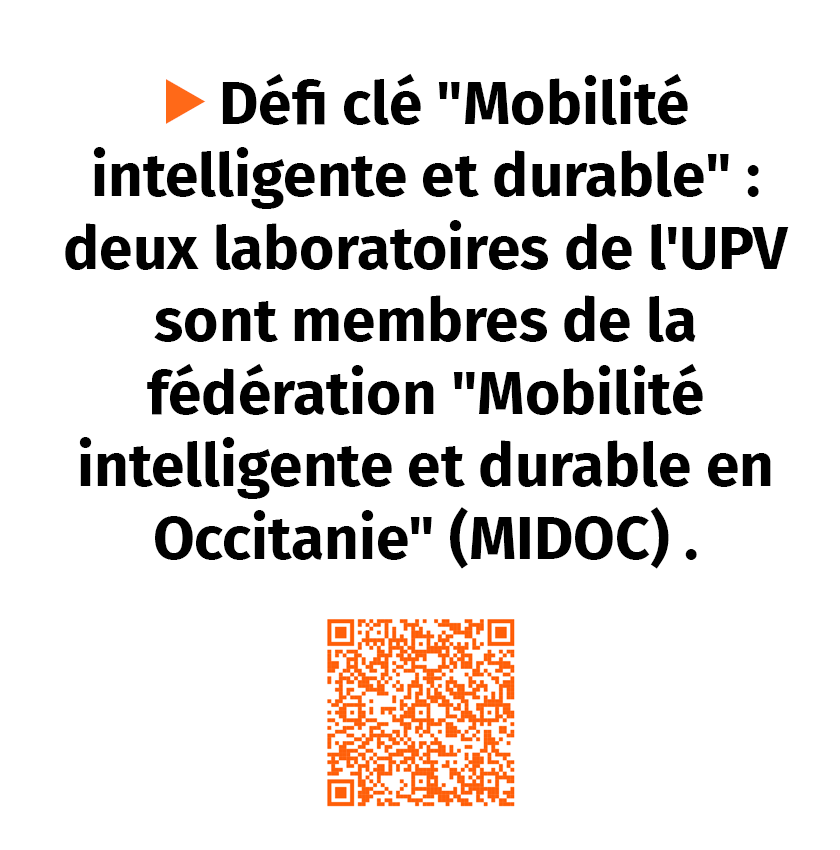 ▶ Défi clé "Mobilité
intelligente et durable" :
deux laboratoires de l'UPV
sont membres de la
fédération "Mobilité
intelligente et durable en
Occitanie" (MIDOC) .